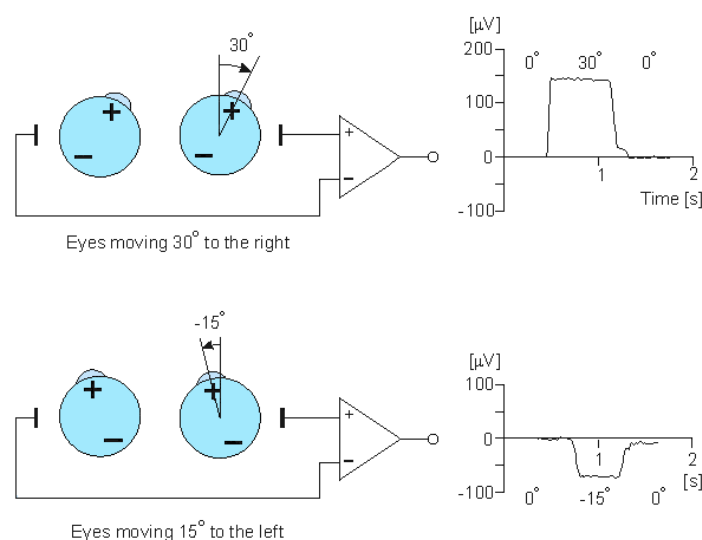 30°
[µV]
200
0° 30° 0°
+ +
100
+
- -
0
-
1 2
-100
Time [s]
Eyes moving 30° to the right
-15°
[µV]
100
+ +
+
0
- -
1 2
-
[s]
-100
0° -15° 0°
Eyes moving 15° to the left